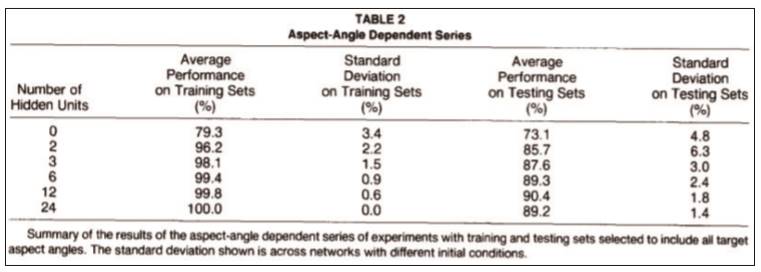 TABLE 2
Aspect-Angle Dependent Series
Number of Hidden Units Average Performance on Training Sets (%) Standard Deviation on Training Sets (%) Average Performance on Testing Sets (%) Standard Deviation on Testing Sets (%)
0 79.3 3.4 73.1 4.8
2 96.2 2.2 85.7 6.3
3 98.1 1.5 87.6 3.0
6 99.4 0.9 89.3 2.4
12 99.8 0.6 90.4 1.8
24 100.0 0.0 89.2 1.4
Summary of the results of the aspect-angle dependent series of experiments with training and testing sets selected to include all target
aspect angles. The standard deviation shown is across networks with different initial conditions.